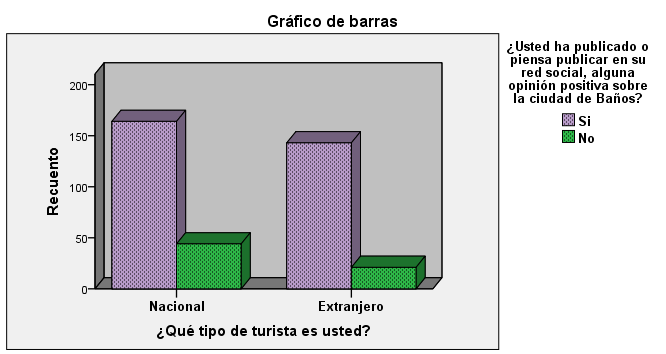 Gráfico de barras
Recuento
200
150
100
50
0
Nacional
Extranjero
¿Qué tipo de turista es usted?
¿Usted ha publicado o
piensa publicar en su
red social, alguna
opinión positiva sobre
la ciudad de Baños?
Si
No